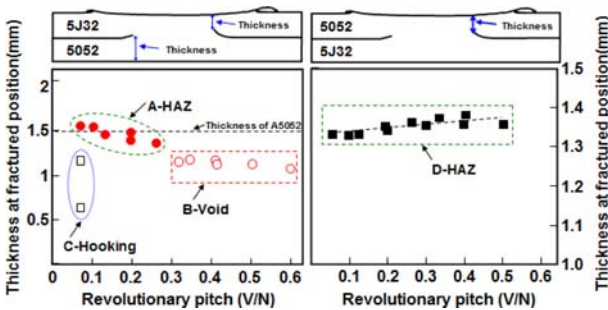 5J32
5052
Thickness
Thickness
5052
5J32
Thickness
Thickness at fractured position(mm)
2
1.5
1
0.5
A-HAZ
Thickness of A5052
B-Void
C-Hooking
0 0.1 0.2 0.3 0.4 0.5 0.6
Revolutionary pitch (V/N)
D-HAZ
1.5
1.4
1.3
1.2
1.1
1.0
0 0.1 0.2 0.3 0.4 0.5 0.6
Revolutionary pitch (V/N)
Thickness at fractured position(mm)